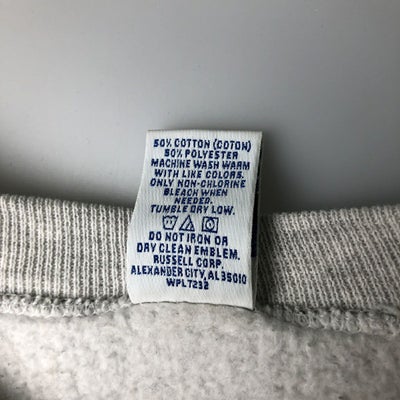 50% COTTON (COTON)
50% POLYESTER
MACHINE WASH WARM
WITH LIKE COLORS.
ONLY NON-CHLORINE
BLEACH WHEN
NEEDED.
TUMBLE DRY LOW.
DO NOT IRON OR
DRY CLEAN EMBLEM.
RUSSELL CORP.
ALEXANDER CITY, AL 35010
WPL7232